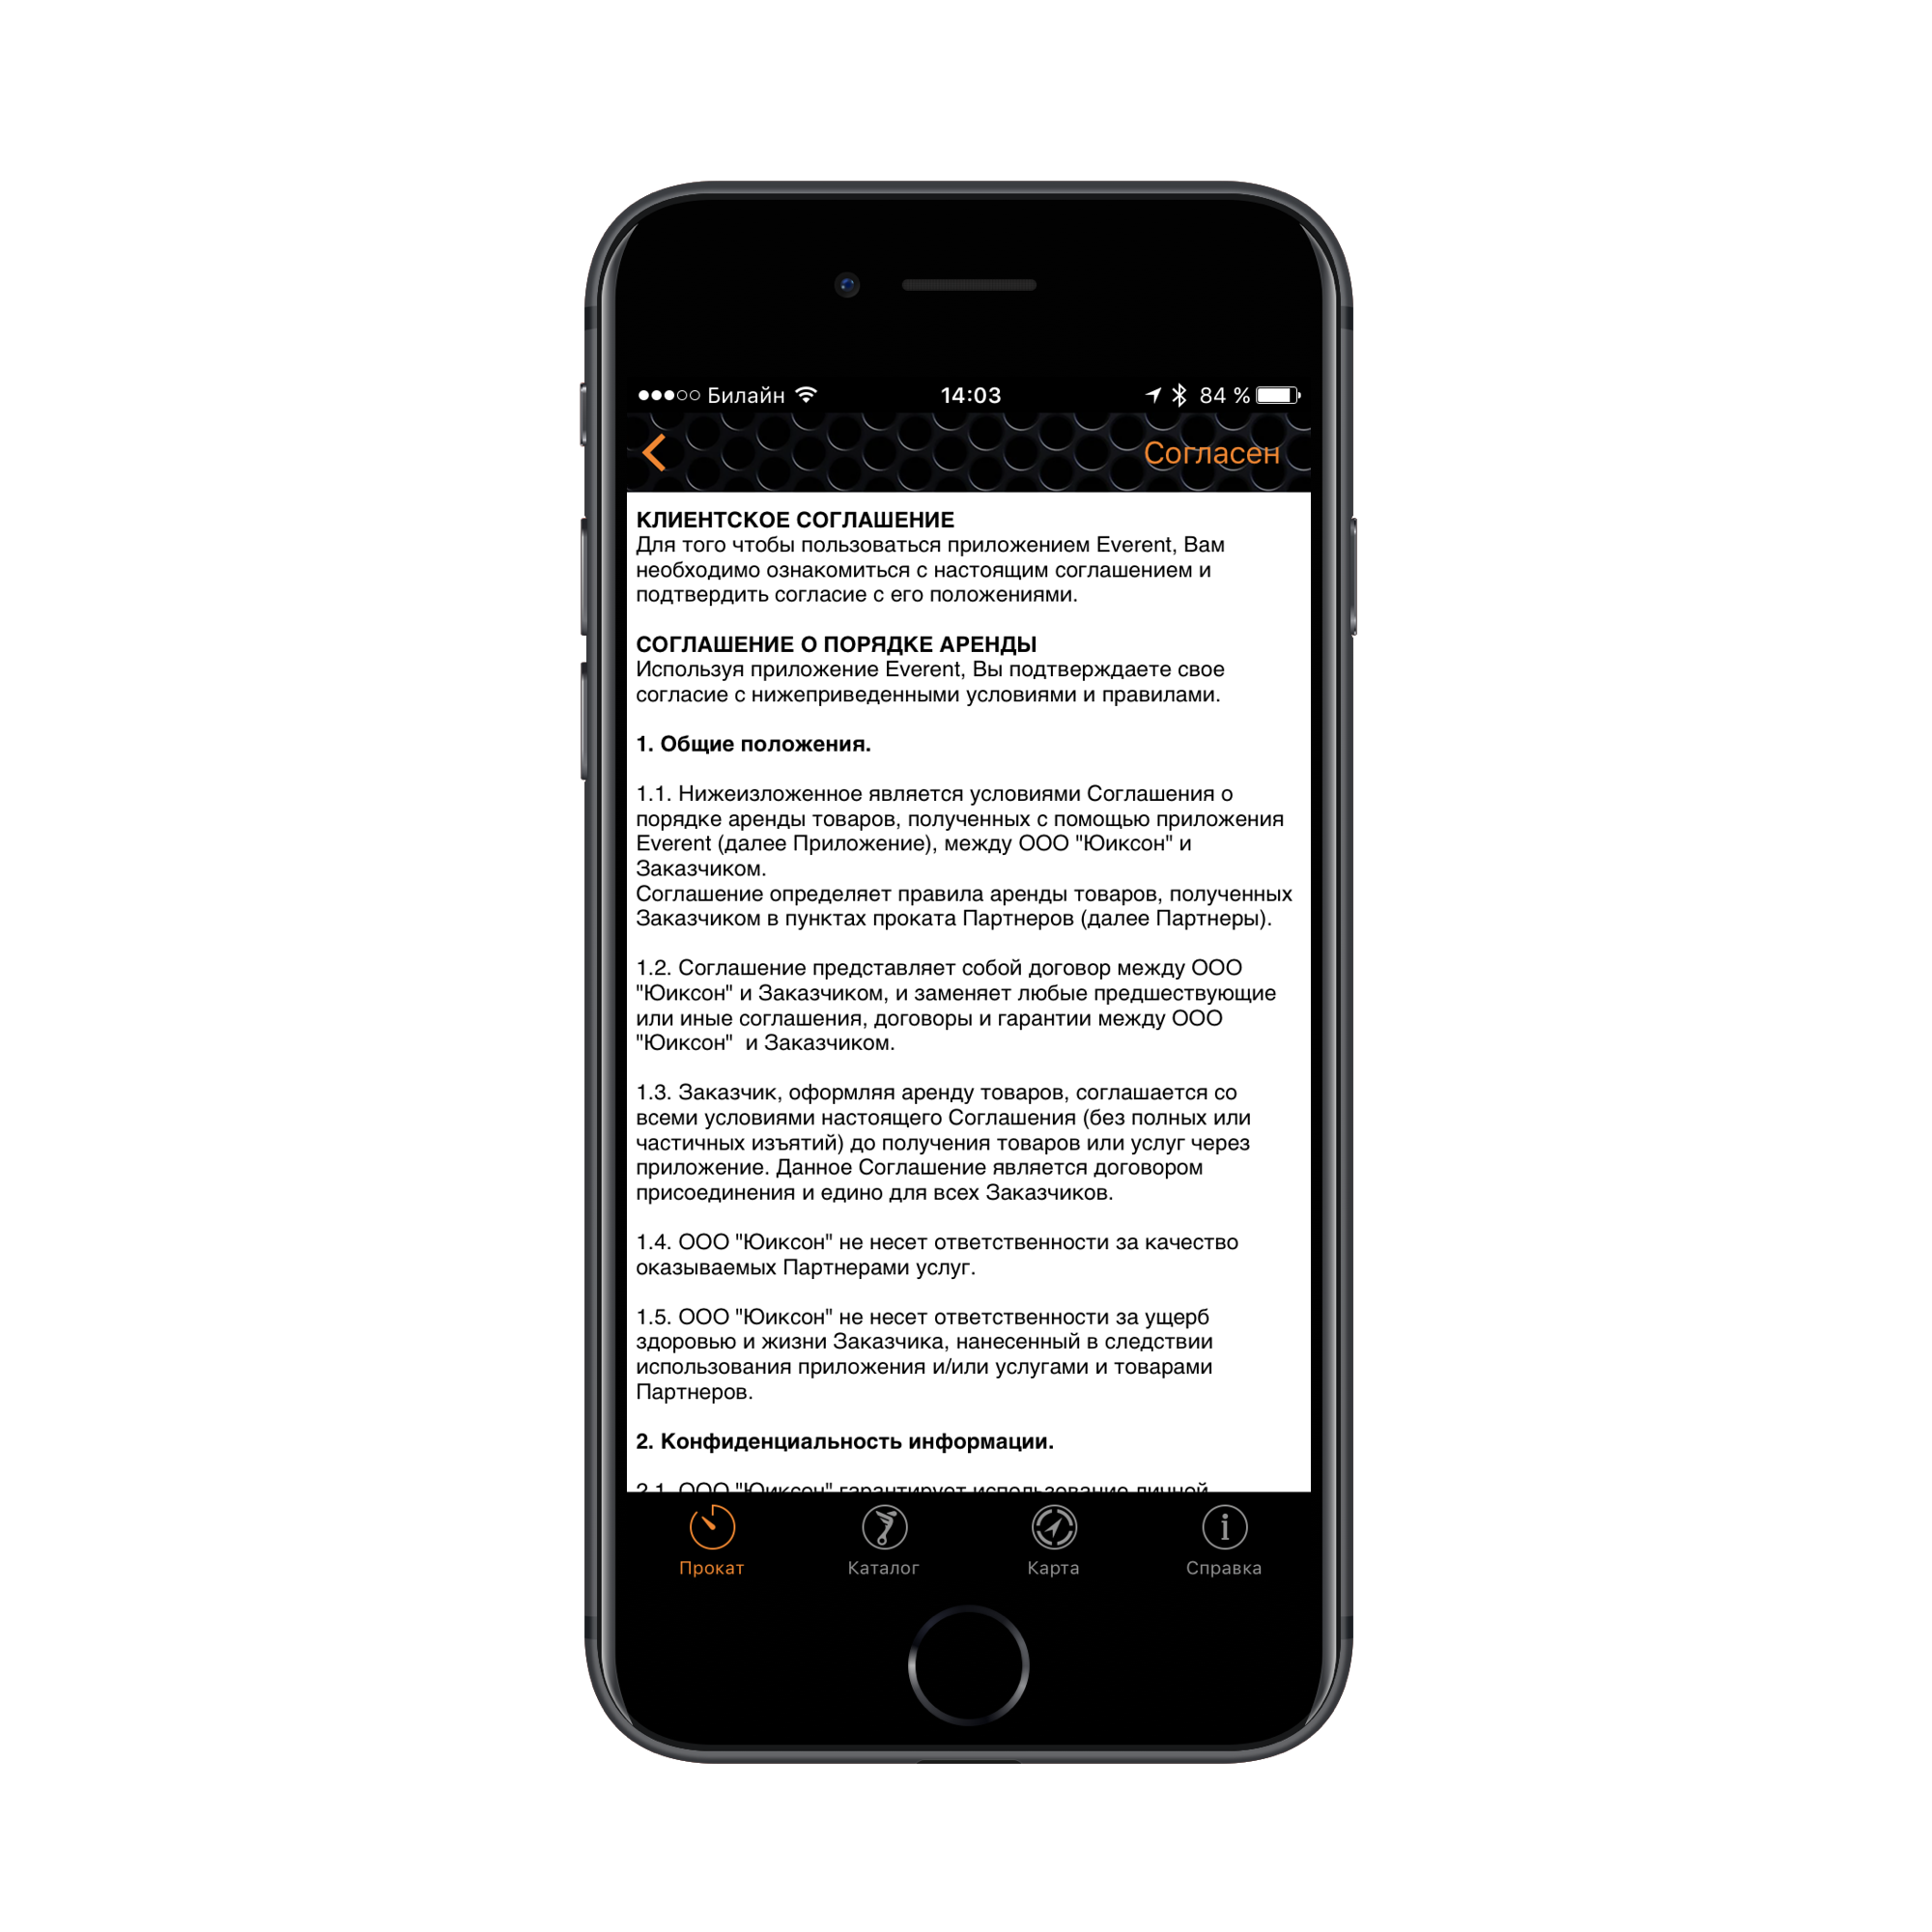 Билайн 14:03 84 %
Согласен
КЛИЕНТСКОЕ СОГЛАШЕНИЕ
Для того чтобы пользоваться приложением Everent, Вам
необходимо ознакомиться с настоящим соглашением и
подтвердить согласие с его положениями.
СОГЛАШЕНИЕ О ПОРЯДКЕ АРЕНДЫ
Используя приложение Everent, Вы подтверждаете свое
согласие с нижеприведенными условиями и правилами.
1. Общие положения.
1.1. Нижеизложенное является условиями Соглашения о
порядке аренды товаров, полученных с помощью приложения
Everent (далее Приложение), между ООО "Юиксон" и
Заказчиком.
Соглашение определяет правила аренды товаров, полученных
Заказчиком в пунктах проката Партнеров (далее Партнеры).
1.2. Соглашение представляет собой договор между ООО
"Юиксон" и Заказчиком, и заменяет любые предшествующие
или иные соглашения, договоры и гарантии между ООО
"Юиксон"  и Заказчиком.
1.3. Заказчик, оформляя аренду товаров, соглашается со
всеми условиями настоящего Соглашения (без полных или
частичных изъятий) до получения товаров или услуг через
приложение. Данное Соглашение является договором
присоединения и едино для всех Заказчиков.
1.4. ООО "Юиксон" не несет ответственности за качество
оказываемых Партнерами услуг.
1.5. ООО "Юиксон" не несет ответственности за ущерб
здоровью и жизни Заказчика, нанесенный в следствии
использования приложения и/или услугами и товарами
Партнеров.
2. Конфиденциальность информации.
2.1. ООО "Юиксон" гарантирует использование личной
Прокат Каталог Карта Справка